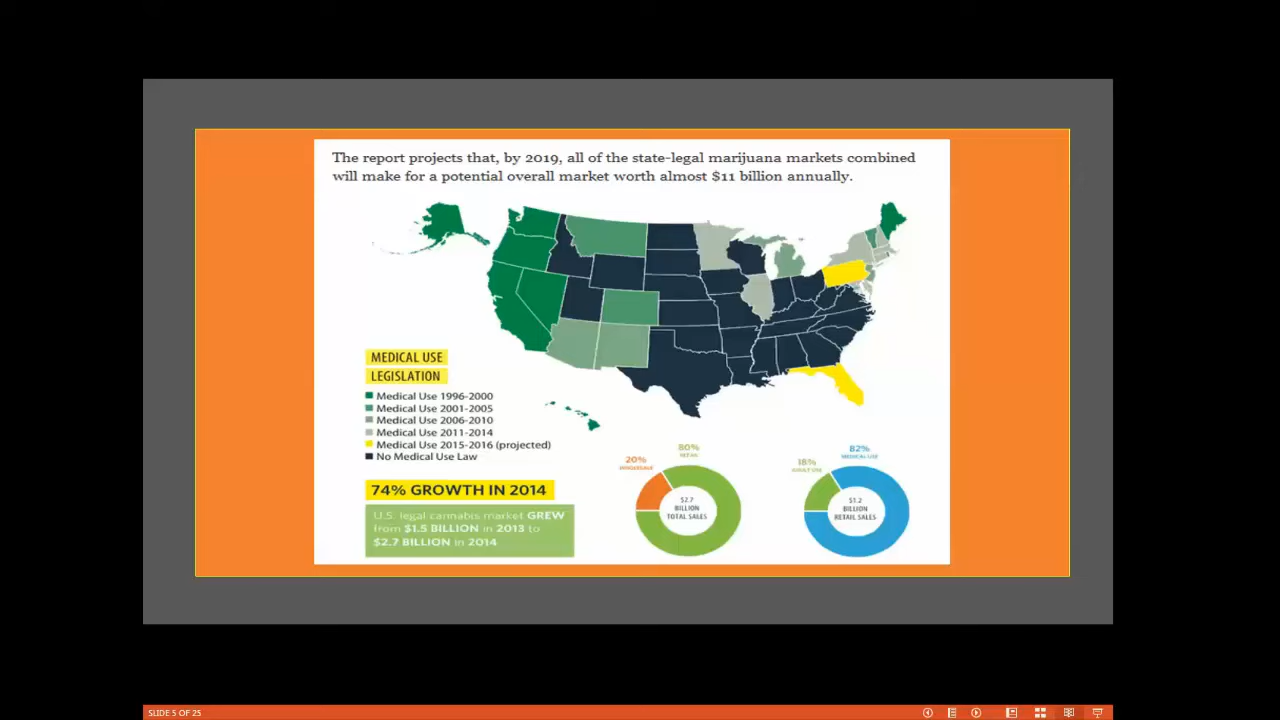 The report projects that, by 2019, all of the state-legal marijuana markets combined
will make for a potential overall market worth almost $11 billion annually.
MEDICAL USE
LEGISLATION
Medical Use 1996-2000
Medical Use 2001-2005
Medical Use 2006-2010
Medical Use 2011-2014
Medical Use 2015-2016 (projected)
No Medical Use Law
74% GROWTH IN 2014
U.S. legal cannabis market GREW
from $1.5 BILLION in 2013 to
$2.7 BILLION in 2014
80%
RETAIL
20%
WHOLESALE
$2.7
BILLION
TOTAL SALES
82%
MEDICAL USE
18%
ADULT USE
$1.2
BILLION
RETAIL SALES
SLIDE 5 OF 25